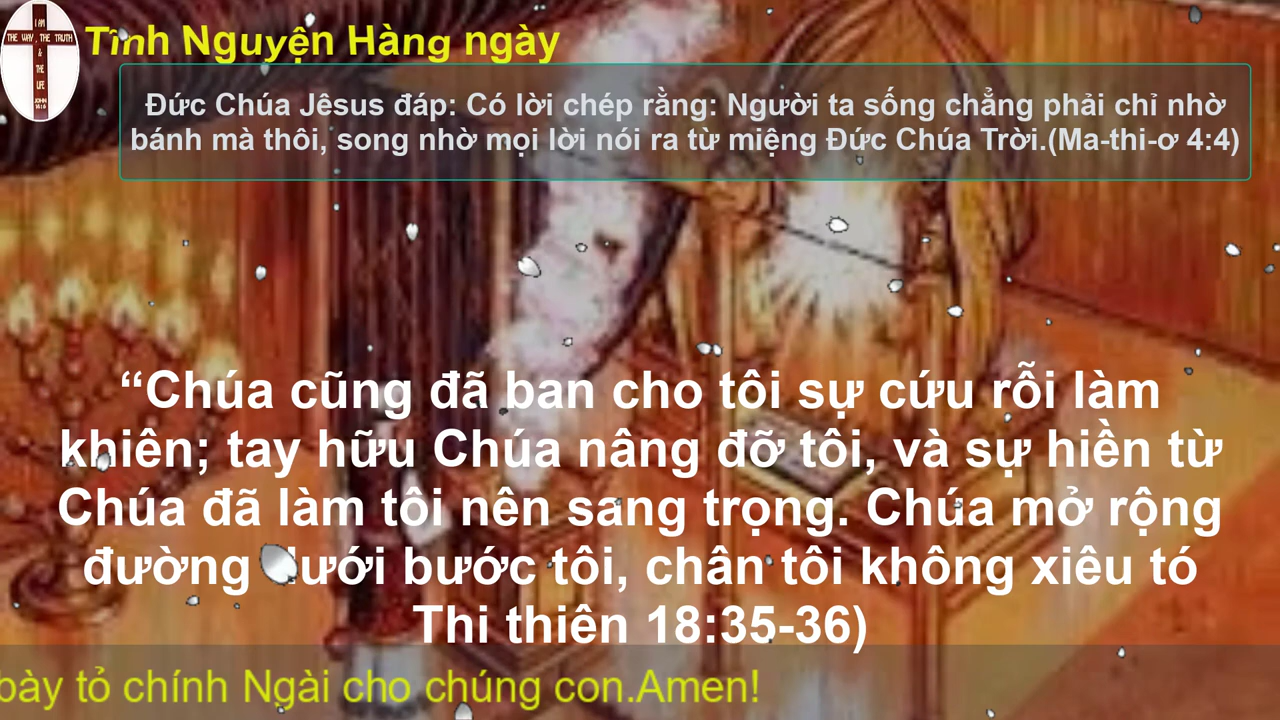 I AM
THE WAY, THE TRUTH
&
THE
LIFE
JOHN
14:6
Tĩnh Nguyện Hàng ngày
Đức Chúa Jêsus đáp: Có lời chép rằng: Người ta sống chẳng phải chỉ nhờ
bánh mà thôi, song nhờ mọi lời nói ra từ miệng Đức Chúa Trời.(Ma-thi-ơ 4:4)
“Chúa cũng đã ban cho tôi sự cứu rỗi làm
khiên; tay hữu Chúa nâng đỡ tôi, và sự hiền từ
Chúa đã làm tôi nên sang trọng. Chúa mở rộng
đường dưới bước tôi, chân tôi không xiêu tó
Thi thiên 18:35-36)
bày tỏ chính Ngài cho chúng con.Amen!